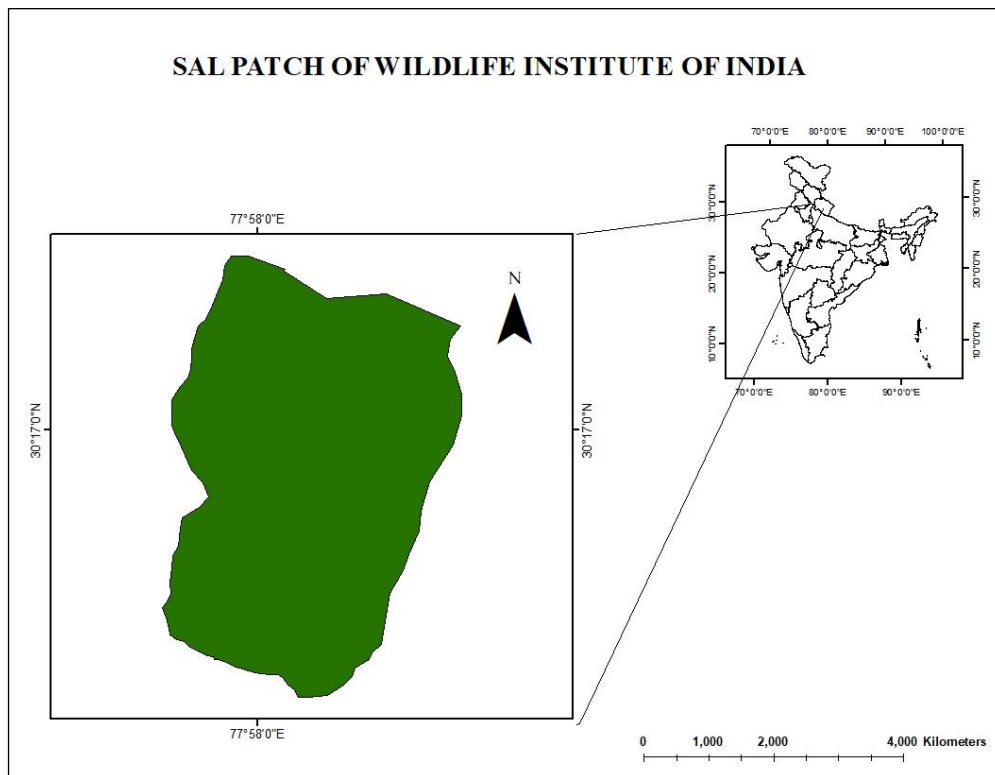 SAL PATCH OF WILDLIFE INSTITUTE OF INDIA
70°0'0"E 80°0'0"E 90°0'0"E 100°0'0"E
30°0'0"N
30°0'0"N
20°0'0"N
20°0'0"N
10°0'0"N
10°0'0"N
70°0'0"E 80°0'0"E 90°0'0"E
77°58'0"E
N
30°17'0"N
30°17'0"N
77°58'0"E
0 1,000 2,000 4,000 Kilometers